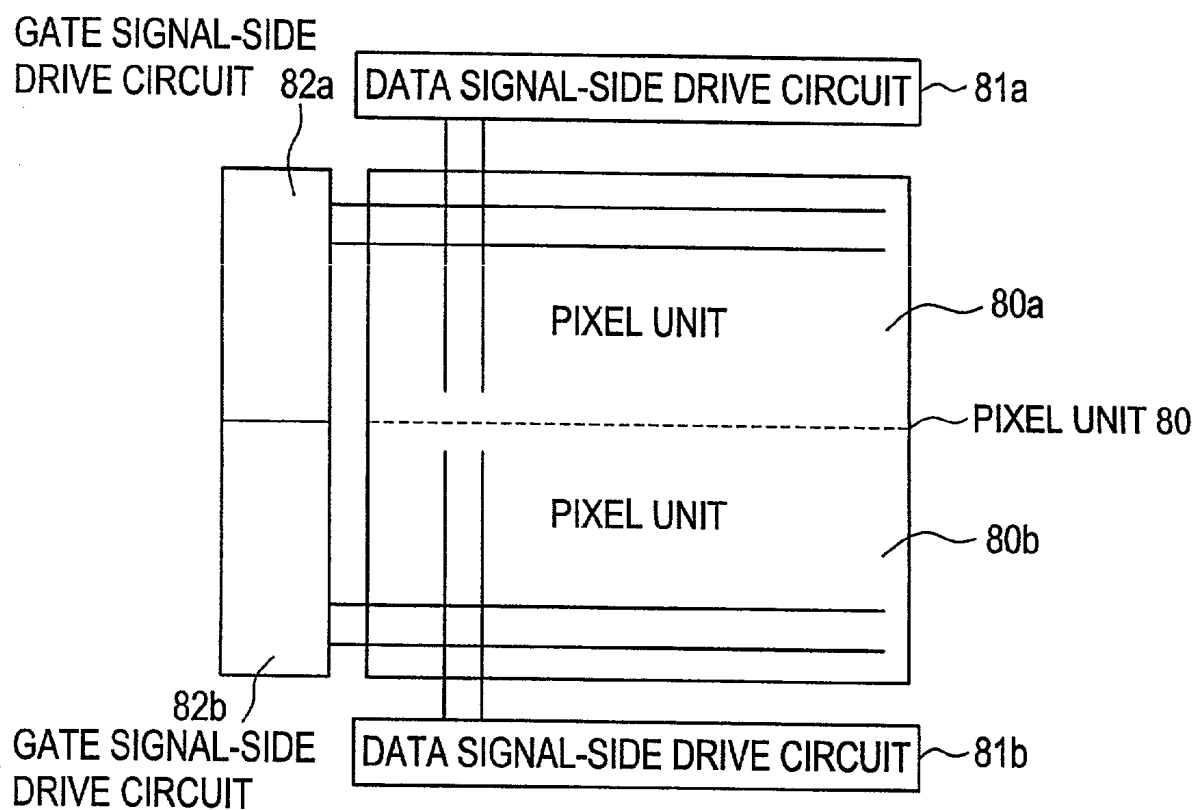 GATE SIGNAL-SIDE
DRIVE CIRCUIT 82a
DATA SIGNAL-SIDE DRIVE CIRCUIT 81a
PIXEL UNIT 80a
PIXEL UNIT 80
PIXEL UNIT
80b
82b
GATE SIGNAL-SIDE
DRIVE CIRCUIT
DATA SIGNAL-SIDE DRIVE CIRCUIT 81b